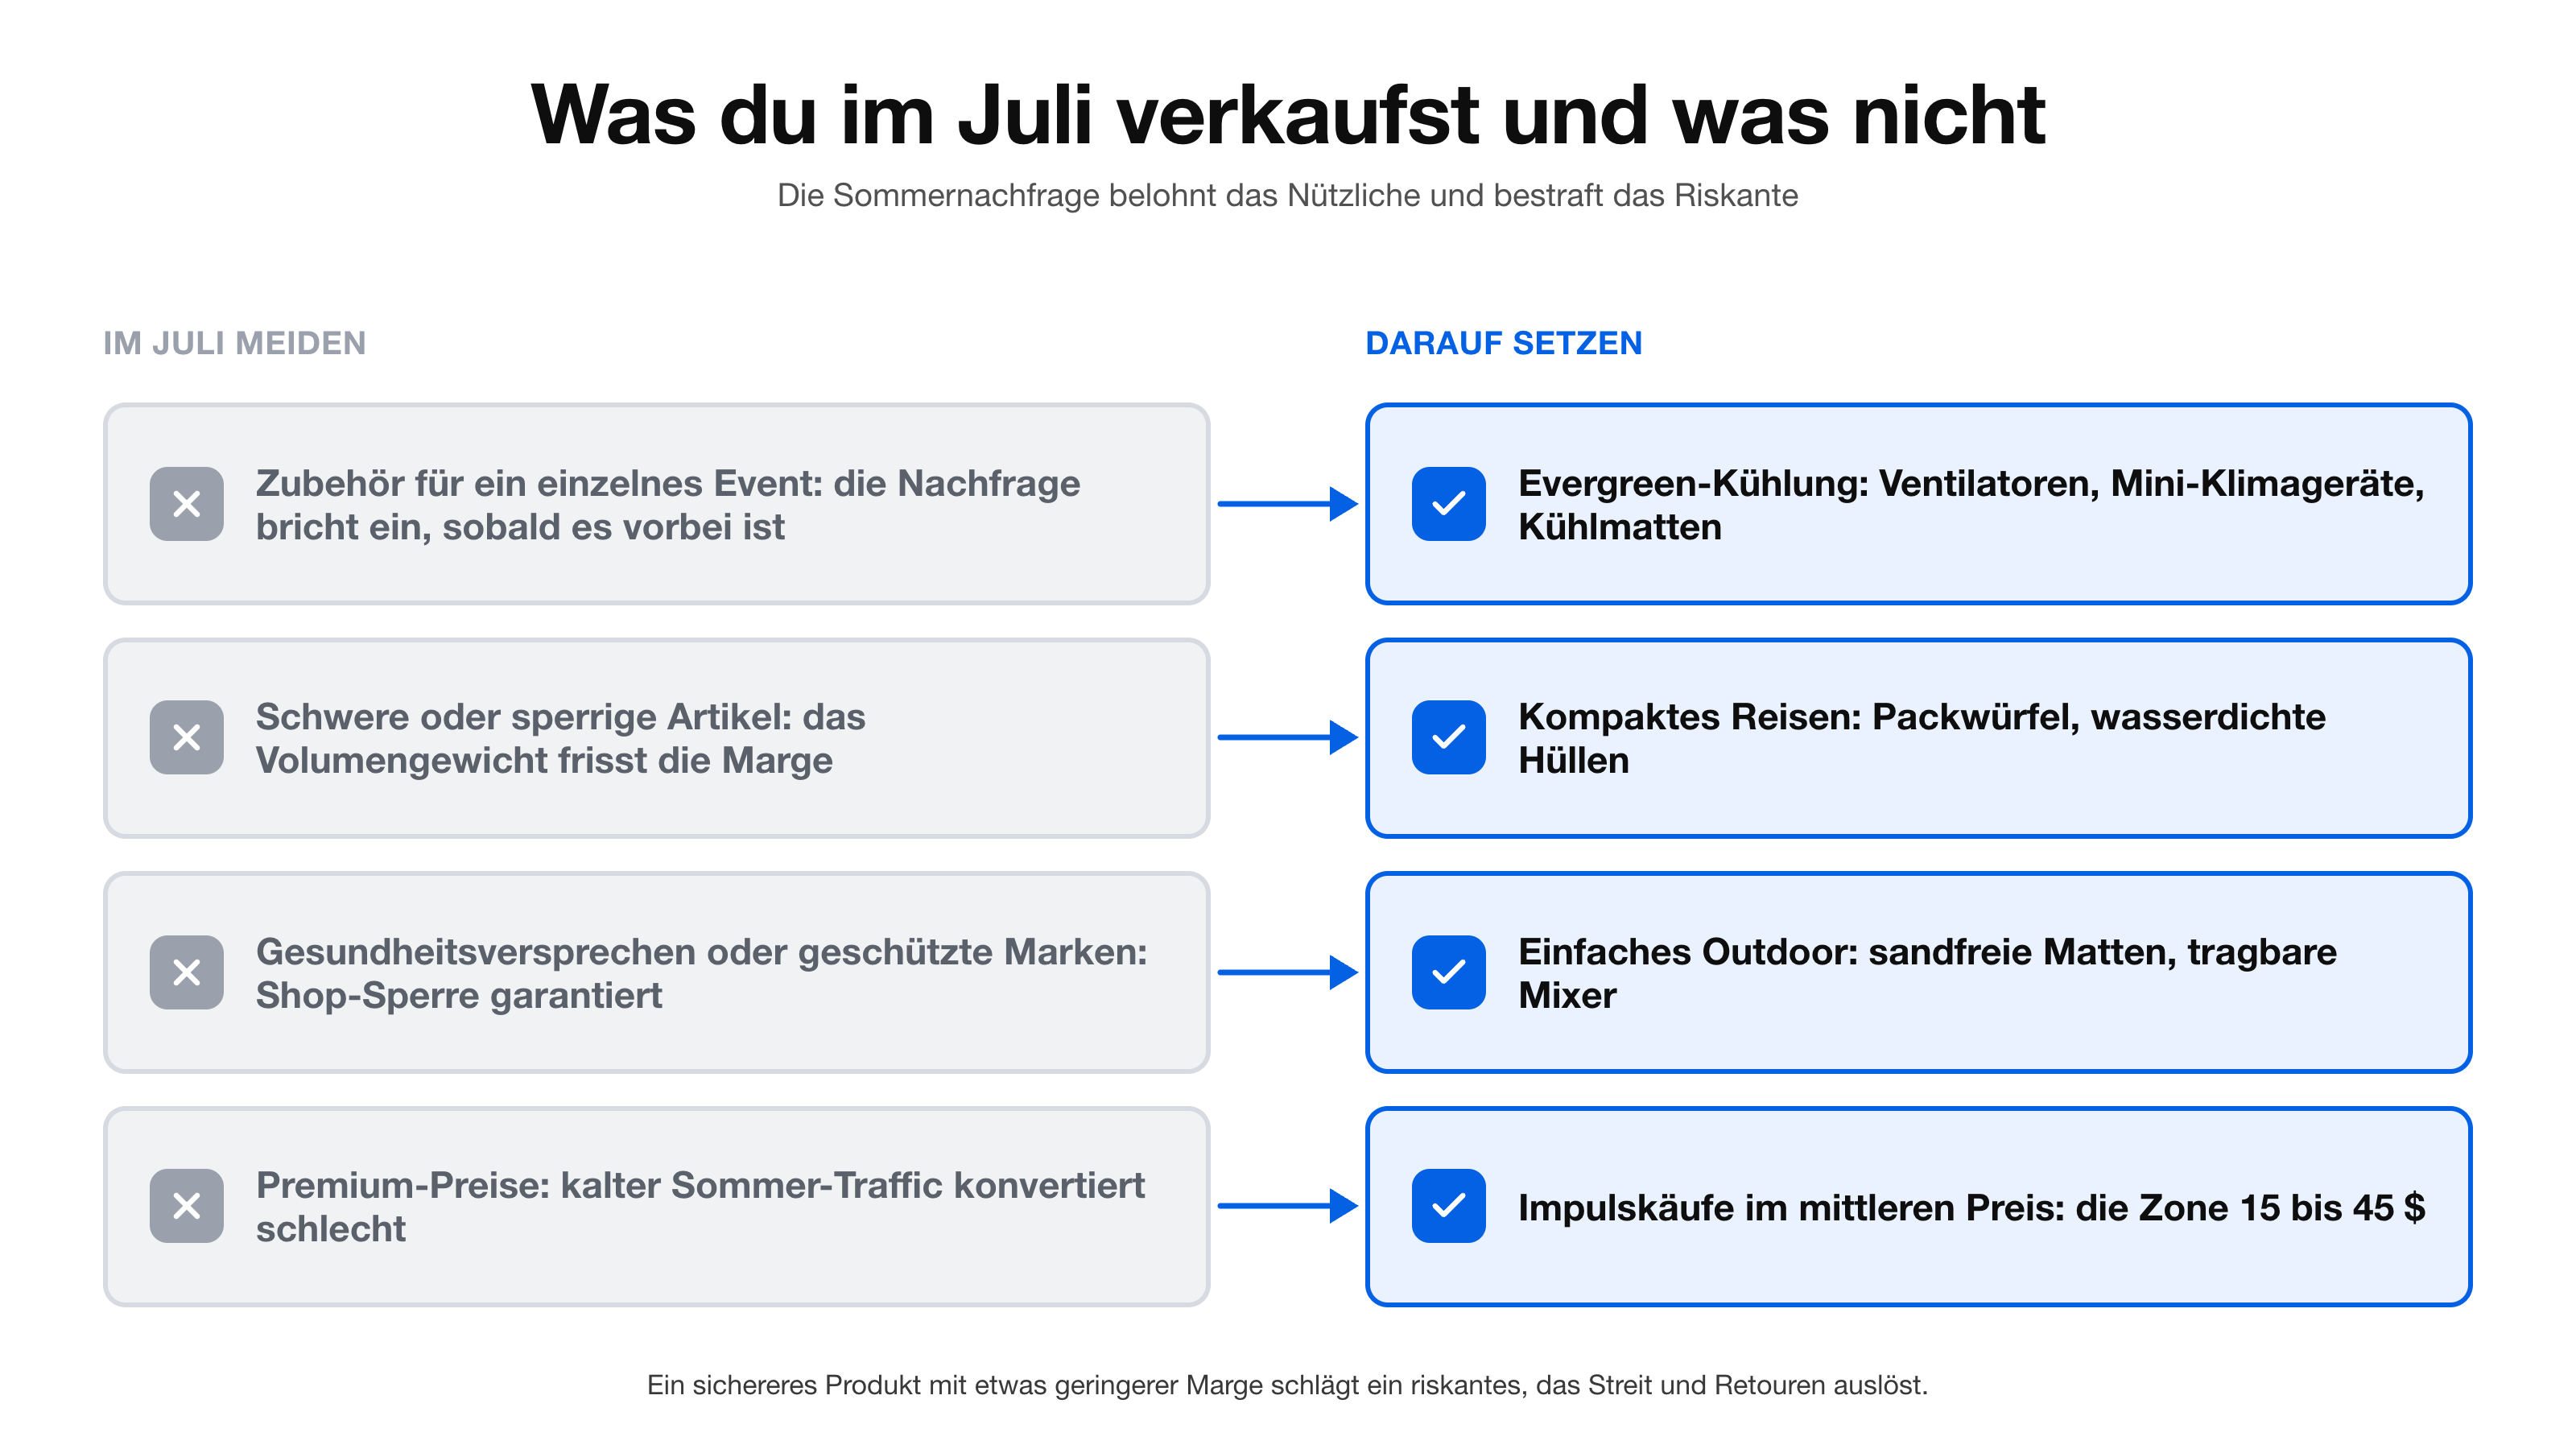 Was du im Juli verkaufst und was nicht
Die Sommernachfrage belohnt das Nützliche und bestraft das Riskante
IM JULI MEIDEN
DARAUF SETZEN
Zubehör für ein einzelnes Event: die Nachfrage
bricht ein, sobald es vorbei ist
Evergreen-Kühlung: Ventilatoren, Mini-Klimageräte,
Kühlmatten
Schwere oder sperrige Artikel: das
Volumengewicht frisst die Marge
Kompaktes Reisen: Packwürfel, wasserdichte
Hüllen
Gesundheitsversprechen oder geschützte Marken:
Shop-Sperre garantiert
Einfaches Outdoor: sandfreie Matten, tragbare
Mixer
Premium-Preise: kalter Sommer-Traffic konvertiert
schlecht
Impulskäufe im mittleren Preis: die Zone 15 bis 45 $
Ein sichereres Produkt mit etwas geringerer Marge schlägt ein riskantes, das Streit und Retouren auslöst.